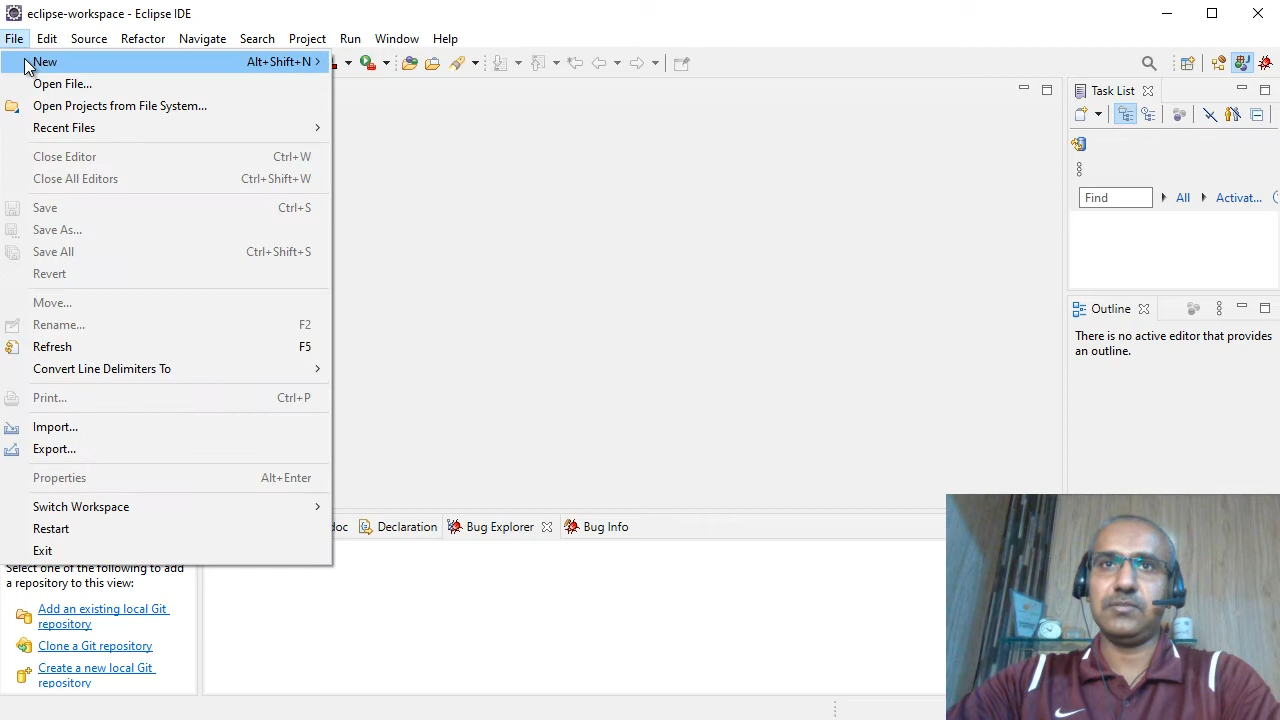 eclipse-workspace - Eclipse IDE
File Edit Source Refactor Navigate Search Project Run Window Help
New Alt+Shift+N
Open File...
Open Projects from File System...
Recent Files
Close Editor Ctrl+W
Close All Editors Ctrl+Shift+W
Save Ctrl+S
Save As...
Save All Ctrl+Shift+S
Revert
Move...
Rename... F2
Refresh F5
Convert Line Delimiters To
Print... Ctrl+P
Import...
Export...
Properties Alt+Enter
Switch Workspace
Restart
Exit
Task List
Find All Activat...
Outline
There is no active editor that provides
an outline.
doc Declaration Bug Explorer Bug Info
Select one of the following to add
a repository to this view:
Add an existing local Git
repository
Clone a Git repository
Create a new local Git
repository